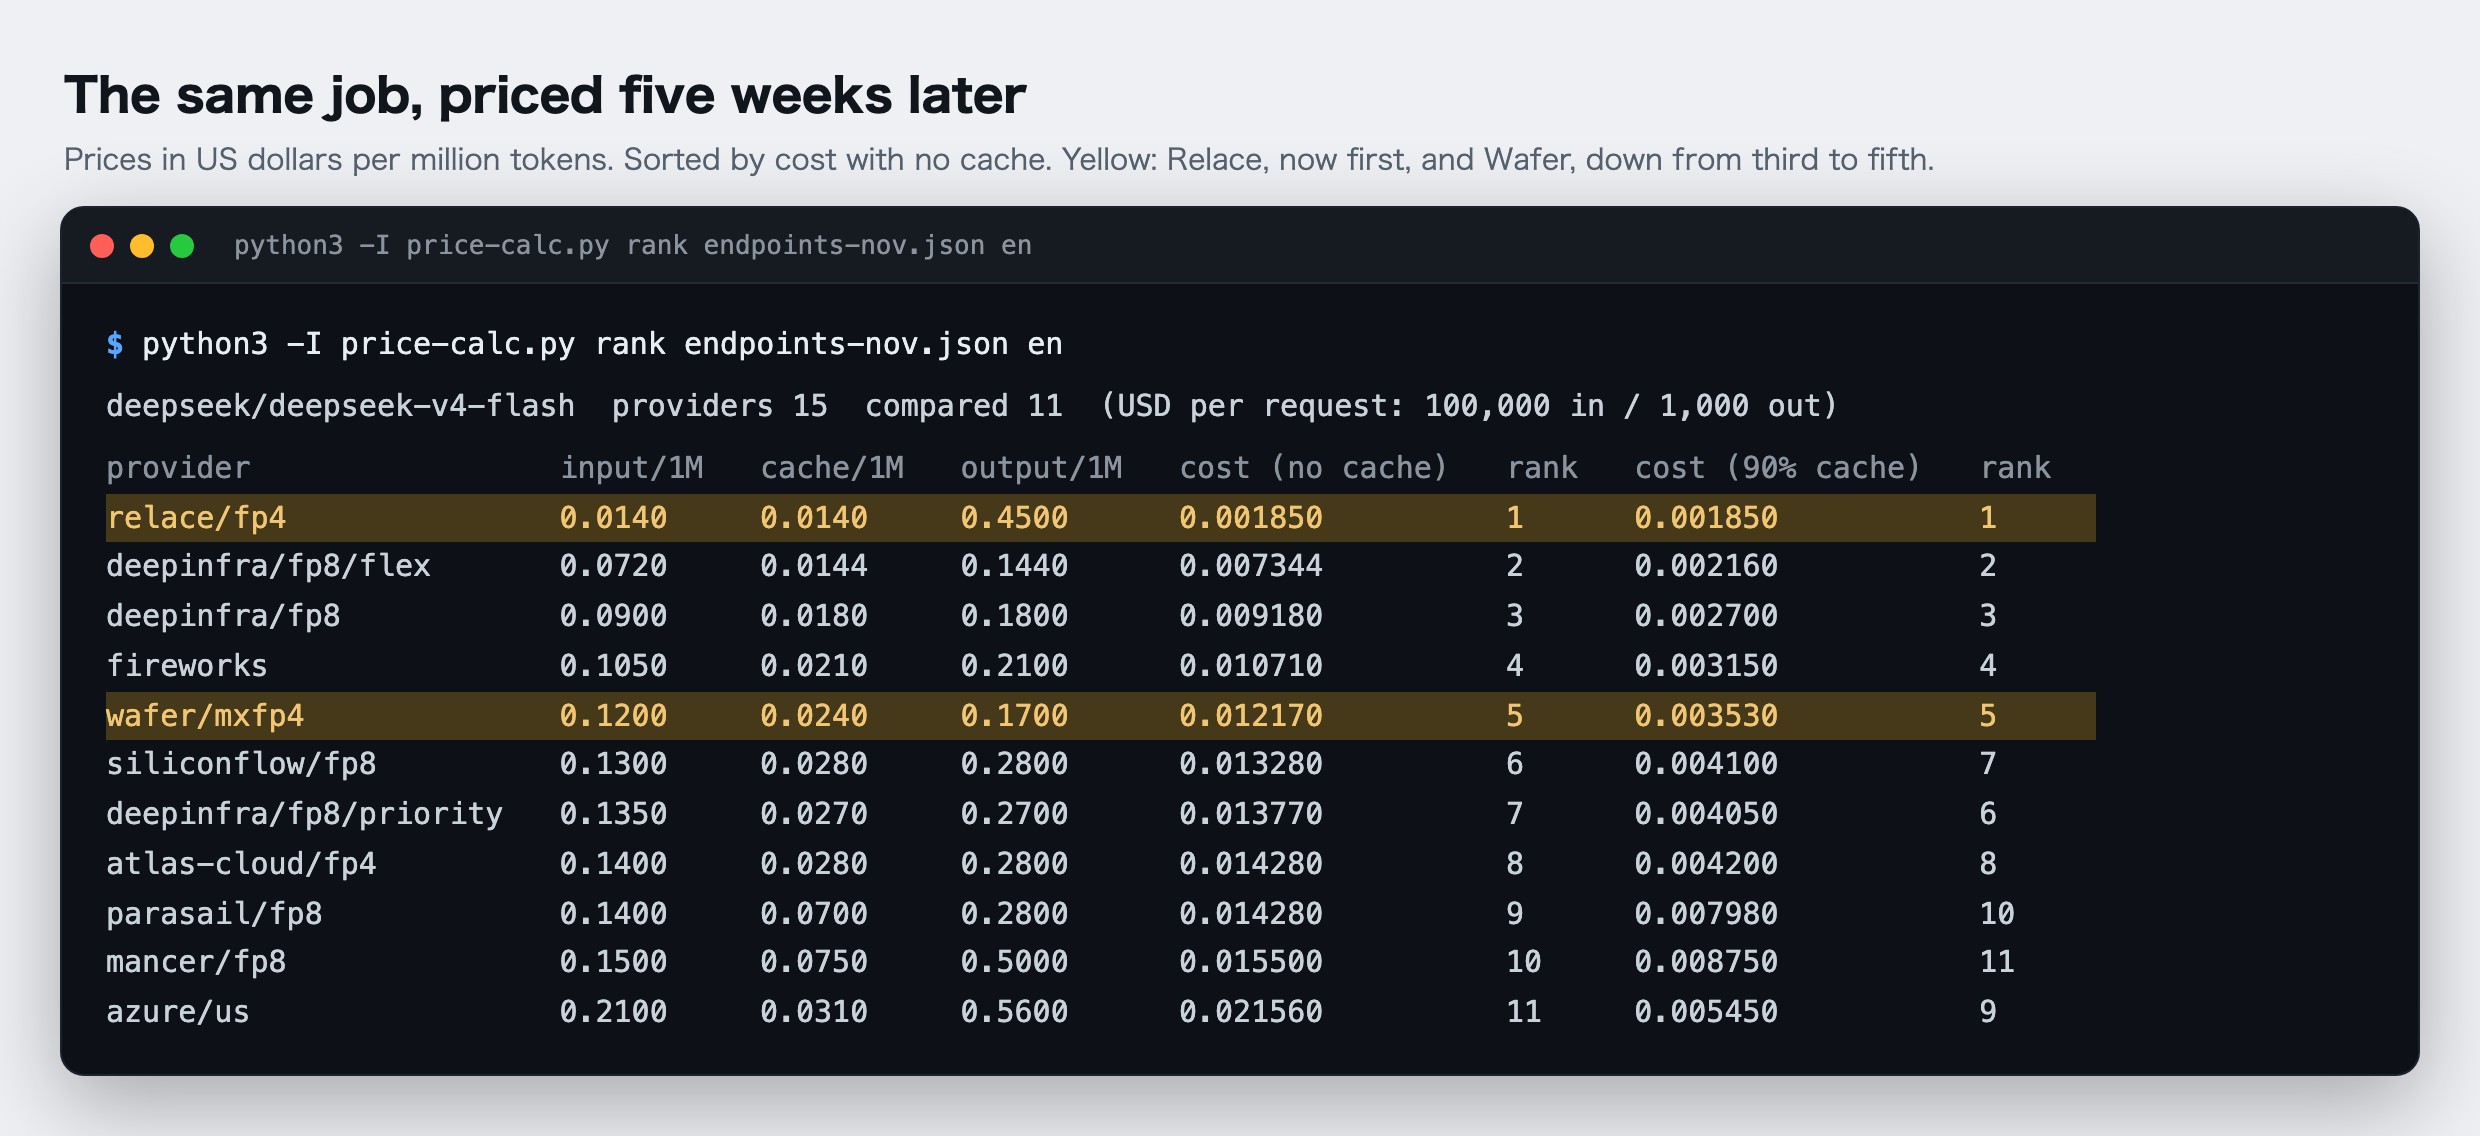 The same job, priced five weeks later
Prices in US dollars per million tokens. Sorted by cost with no cache. Yellow: Relace, now first, and Wafer, down from third to fifth.
python3 -I price-calc.py rank endpoints-nov.json en
$ python3 -I price-calc.py rank endpoints-nov.json en
deepseek/deepseek-v4-flash  providers 15  compared 11  (USD per request: 100,000 in / 1,000 out)
provider  input/1M  cache/1M  output/1M  cost (no cache)  rank  cost (90% cache)  rank
relace/fp4  0.0140  0.0140  0.4500  0.001850  1  0.001850  1
deepinfra/fp8/flex  0.0720  0.0144  0.1440  0.007344  2  0.002160  2
deepinfra/fp8  0.0900  0.0180  0.1800  0.009180  3  0.002700  3
fireworks  0.1050  0.0210  0.2100  0.010710  4  0.003150  4
wafer/mxfp4  0.1200  0.0240  0.1700  0.012170  5  0.003530  5
siliconflow/fp8  0.1300  0.0280  0.2800  0.013280  6  0.004100  7
deepinfra/fp8/priority  0.1350  0.0270  0.2700  0.013770  7  0.004050  6
atlas-cloud/fp4  0.1400  0.0280  0.2800  0.014280  8  0.004200  8
parasail/fp8  0.1400  0.0700  0.2800  0.014280  9  0.007980  10
mancer/fp8  0.1500  0.0750  0.5000  0.015500  10  0.008750  11
azure/us  0.2100  0.0310  0.5600  0.021560  11  0.005450  9